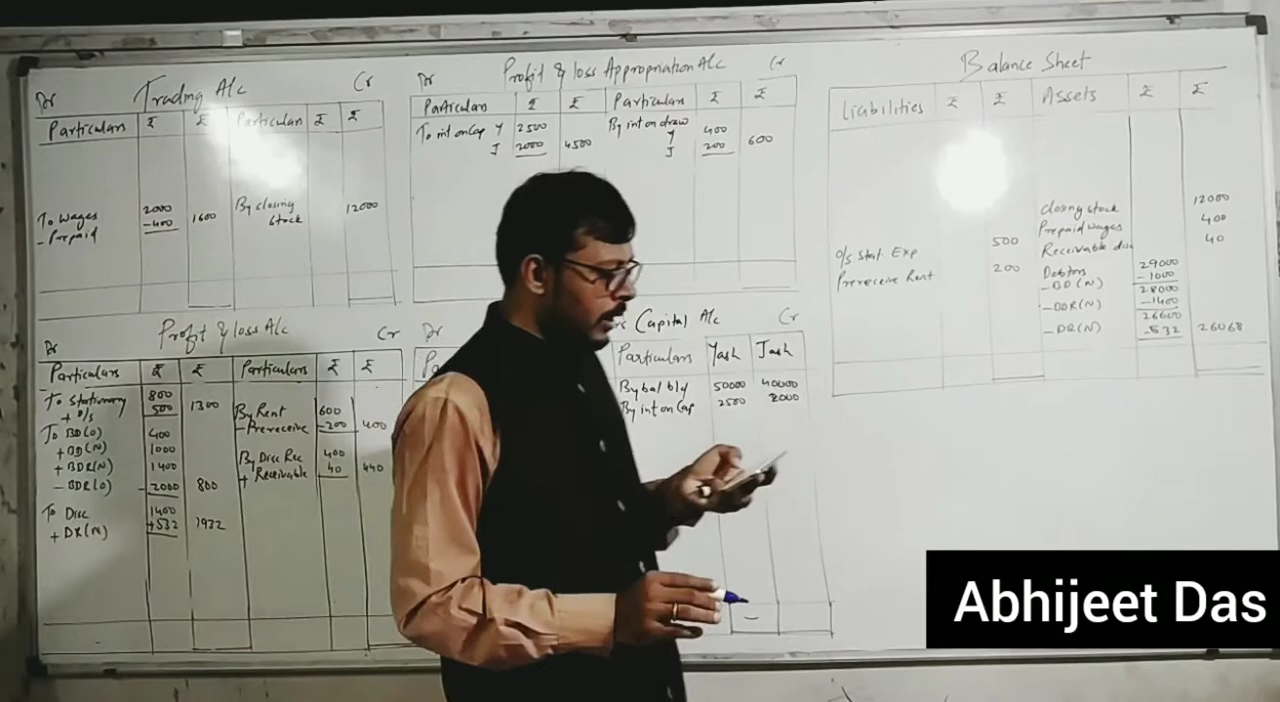 Trading A/c
Dr Cr
Particulars ₹ ₹ Particulars ₹ ₹
To Wages 2000 By closing 12000
- Prepaid -400 1600 stock
Profit & loss A/c
Dr Cr
Particulars ₹ ₹ Particulars ₹ ₹
To Stationary 800
+ O/s 500 1300 By Rent 600
- Prereceive -200 400
To BD(O) 400
+ BD(N) 1000 By Disc Rec 400
+ BDR(N) 1400 + Receivable 40 440
- BDR(O) -2000 800
To Disc 1400
+ DR(N) +532 1932
Profit & loss Appropriation A/c
Dr Cr
Particulars ₹ ₹ Particulars ₹ ₹
To int on Cap Y 2500 By int on draw
Y 400
J 2000 4500 J 200 600
Capital A/c
Dr Cr
Particulars Yash Jash
By bal b/d 50000 40000
By int on Cap 2500 2000
Balance Sheet
Liabilities ₹ ₹ Assets ₹ ₹
Closing stock 12000
Prepaid wages 400
O/s Stat. Exp 500 Receivable 40
Prereceive Rent 200 Debtors 29000
- BD(N) -1000
28000
- BDR(N) -1400
26600
- DR(N) -532 26068
Abhijeet Das